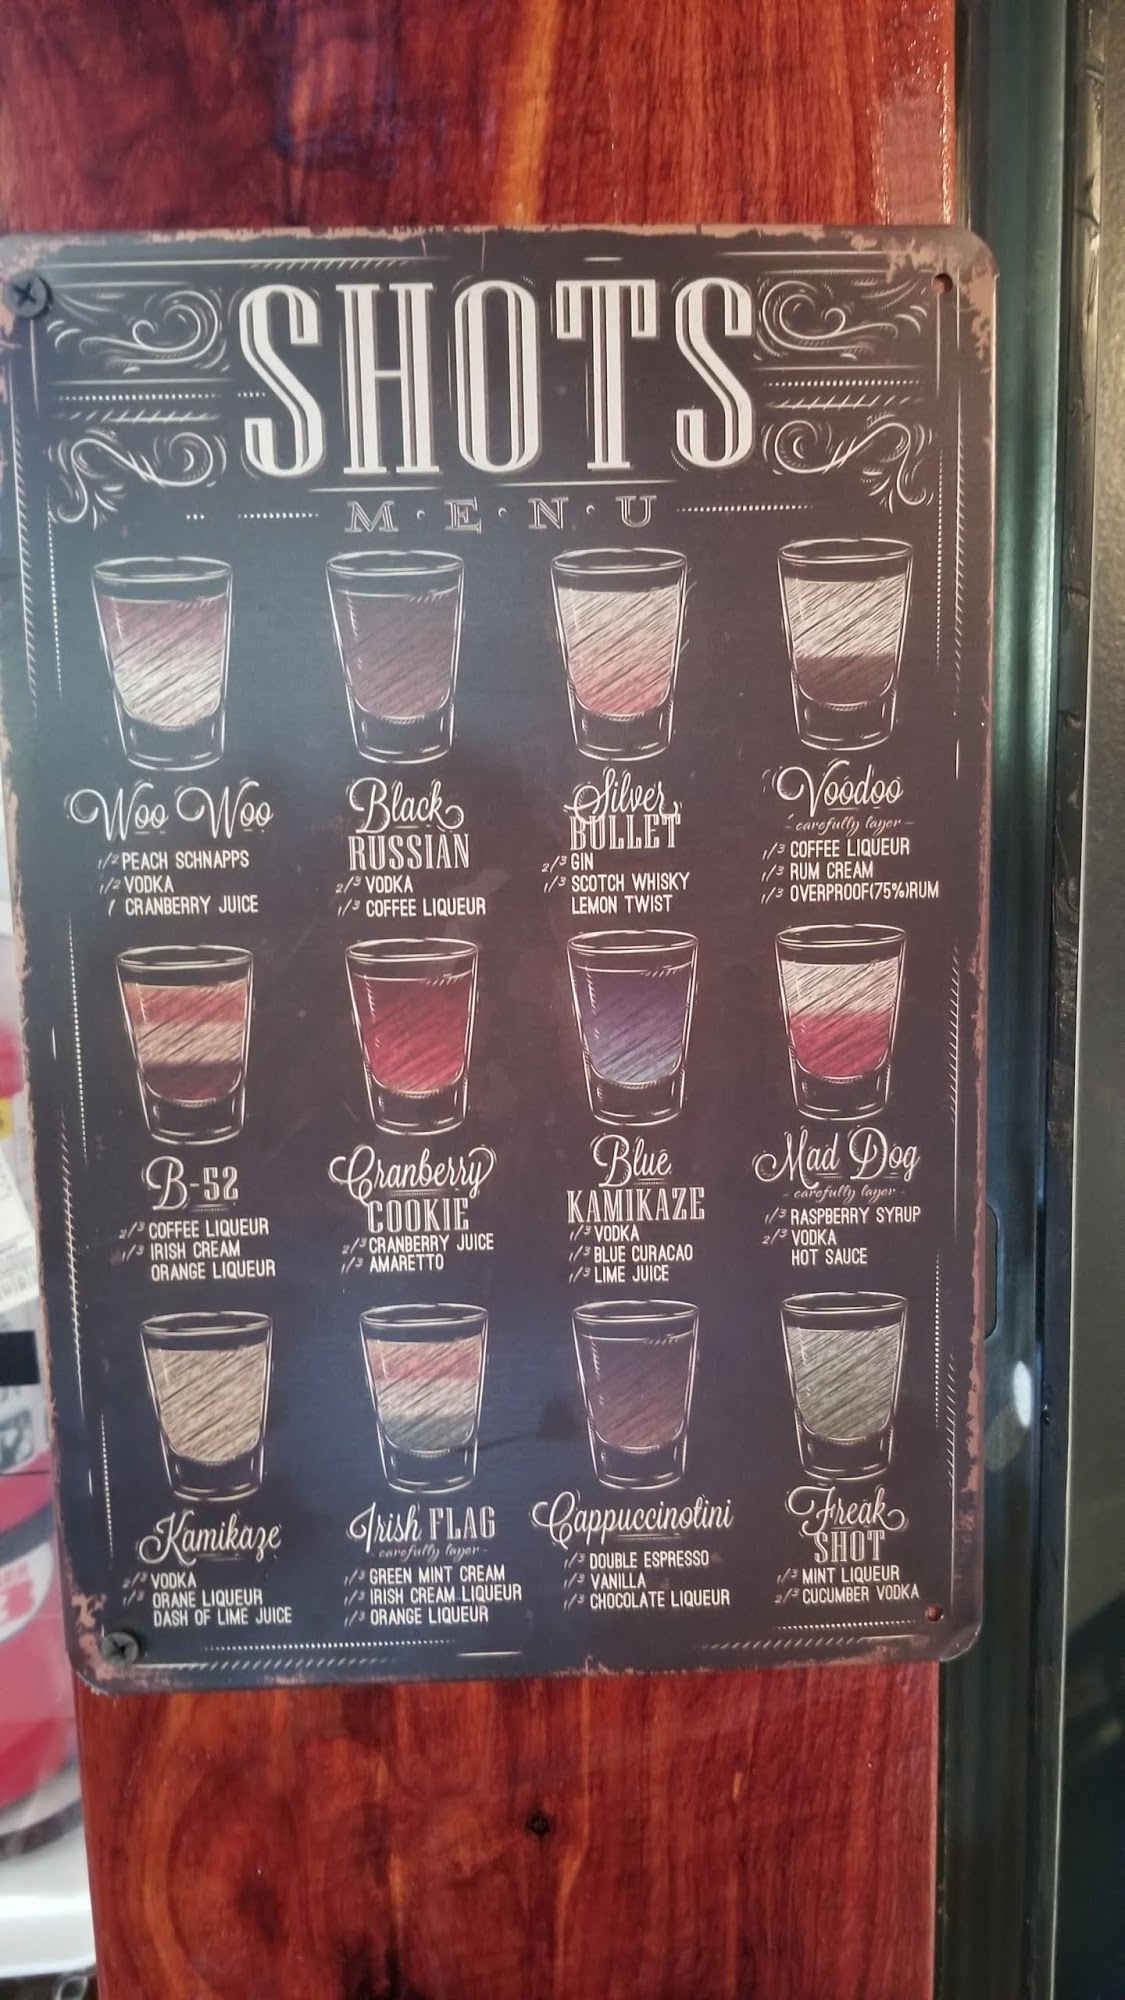 SHOTS
M·E·N·U
Woo Woo
1/2 PEACH SCHNAPPS
1/2 VODKA
1 CRANBERRY JUICE
Black
RUSSIAN
2/3 VODKA
1/3 COFFEE LIQUEUR
Silver
BULLET
2/3 GIN
1/3 SCOTCH WHISKY
LEMON TWIST
Voodoo
- carefully layer -
1/3 COFFEE LIQUEUR
1/3 RUM CREAM
1/3 OVERPROOF(75%)RUM
B-52
2/3 COFFEE LIQUEUR
1/3 IRISH CREAM
ORANGE LIQUEUR
Cranberry
COOKIE
2/3 CRANBERRY JUICE
1/3 AMARETTO
Blue
KAMIKAZE
1/3 VODKA
1/3 BLUE CURACAO
1/3 LIME JUICE
Mad Dog
- carefully layer -
1/3 RASPBERRY SYRUP
2/3 VODKA
HOT SAUCE
Kamikaze
2/3 VODKA
1/3 ORANE LIQUEUR
DASH OF LIME JUICE
Irish FLAG
- carefully layer -
1/3 GREEN MINT CREAM
1/3 IRISH CREAM LIQUEUR
1/3 ORANGE LIQUEUR
Cappuccinotini
1/3 DOUBLE ESPRESSO
1/3 VANILLA
1/3 CHOCOLATE LIQUEUR
Freak
SHOT
1/3 MINT LIQUEUR
2/3 CUCUMBER VODKA